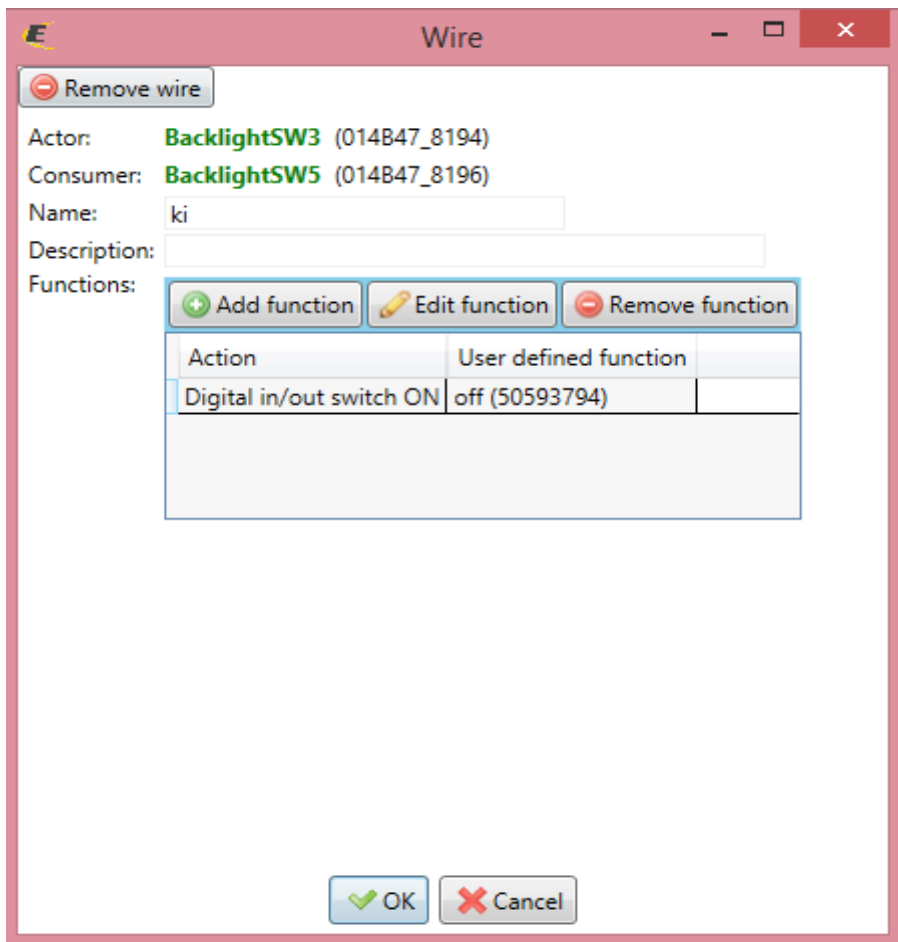 Wire
Remove wire
Actor: BacklightSW3 (014B47_8194)
Consumer: BacklightSW5 (014B47_8196)
Name: ki
Description:
Functions:
Add function Edit function Remove function
Action User defined function
Digital in/out switch ON off (50593794)
OK Cancel